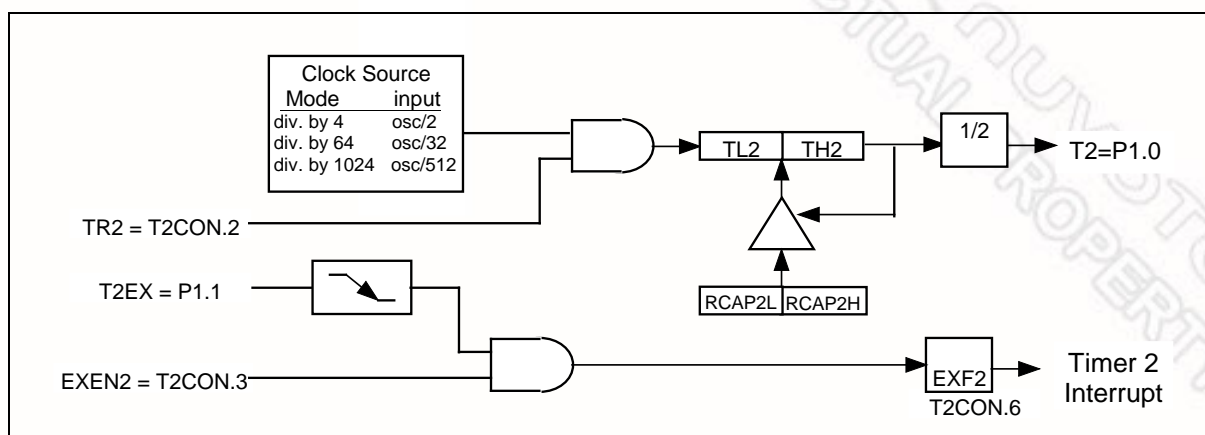 Clock Source
Mode input
div. by 4 osc/2
div. by 64 osc/32
div. by 1024 osc/512
TL2 TH2
1/2
T2=P1.0
TR2 = T2CON.2
T2EX = P1.1
RCAP2L RCAP2H
EXEN2 = T2CON.3
EXF2
T2CON.6
Timer 2
Interrupt